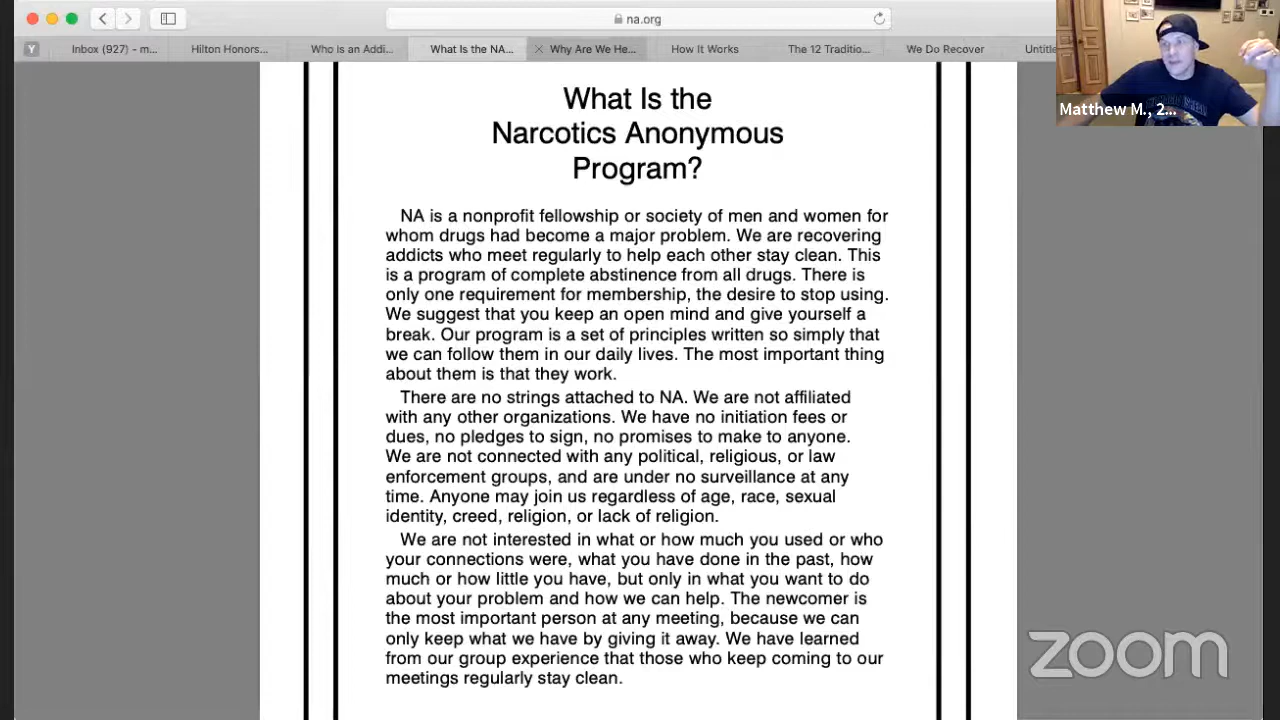 na.org
Y
Inbox (927) – m...
Hilton Honors...
Who Is an Addi...
What Is the NA...
Why Are We He...
How It Works
The 12 Traditio...
We Do Recover
Untitle
Matthew M., 2...
What Is the
Narcotics Anonymous
Program?
NA is a nonprofit fellowship or society of men and women for
whom drugs had become a major problem. We are recovering
addicts who meet regularly to help each other stay clean. This
is a program of complete abstinence from all drugs. There is
only one requirement for membership, the desire to stop using.
We suggest that you keep an open mind and give yourself a
break. Our program is a set of principles written so simply that
we can follow them in our daily lives. The most important thing
about them is that they work.
There are no strings attached to NA. We are not affiliated
with any other organizations. We have no initiation fees or
dues, no pledges to sign, no promises to make to anyone.
We are not connected with any political, religious, or law
enforcement groups, and are under no surveillance at any
time. Anyone may join us regardless of age, race, sexual
identity, creed, religion, or lack of religion.
We are not interested in what or how much you used or who
your connections were, what you have done in the past, how
much or how little you have, but only in what you want to do
about your problem and how we can help. The newcomer is
the most important person at any meeting, because we can
only keep what we have by giving it away. We have learned
from our group experience that those who keep coming to our
meetings regularly stay clean.
zoom